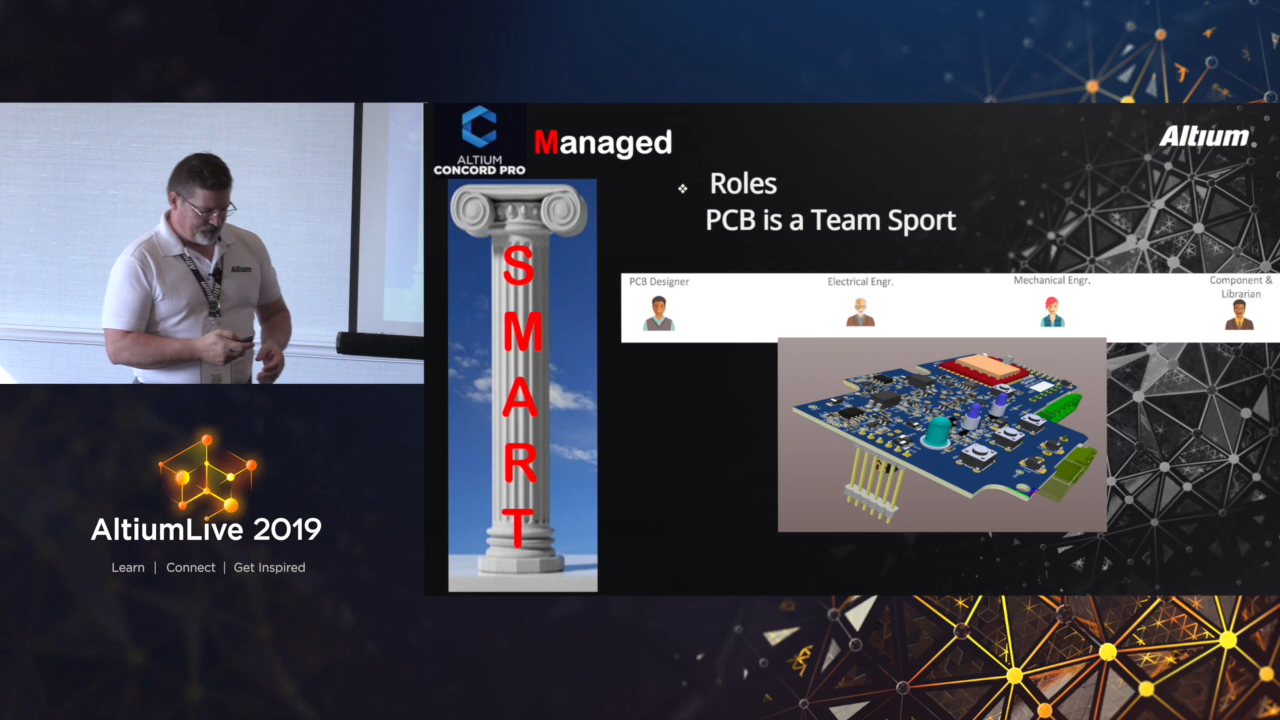 ALTIUM
CONCORD PRO
Managed
Altium
Roles
PCB is a Team Sport
PCB Designer
Electrical Engr.
Mechanical Engr.
Component &
Librarian
S
M
A
R
T
Altium
AltiumLive 2019
Learn | Connect | Get Inspired